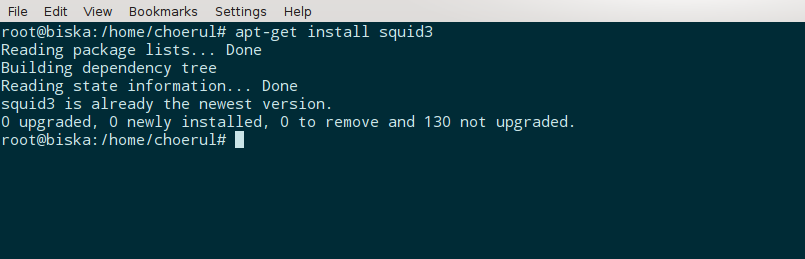 File Edit View Bookmarks Settings Help
root@biska:/home/choerul# apt-get install squid3
Reading package lists... Done
Building dependency tree
Reading state information... Done
squid3 is already the newest version.
0 upgraded, 0 newly installed, 0 to remove and 130 not upgraded.
root@biska:/home/choerul#